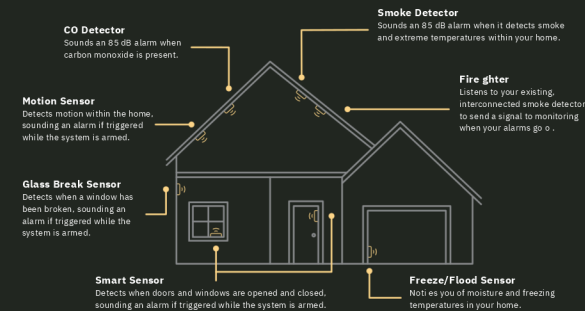 Smoke Detector
Sounds an 85 dB alarm when it detects smoke
and extreme temperatures within your home.
CO Detector
Sounds an 85 dB alarm when
carbon monoxide is present.
Fire ghter
Listens to your existing,
interconnected smoke detector
to send a signal to monitoring
when your alarms go o .
Motion Sensor
Detects motion within the home,
sounding an alarm if triggered
while the system is armed.
Glass Break Sensor
Detects when a window has
been broken, sounding an
alarm if triggered while the
system is armed.
Smart Sensor
Detects when doors and windows are opened and closed,
sounding an alarm if triggered while the system is armed.
Freeze/Flood Sensor
Noti es you of moisture and freezing
temperatures in your home.